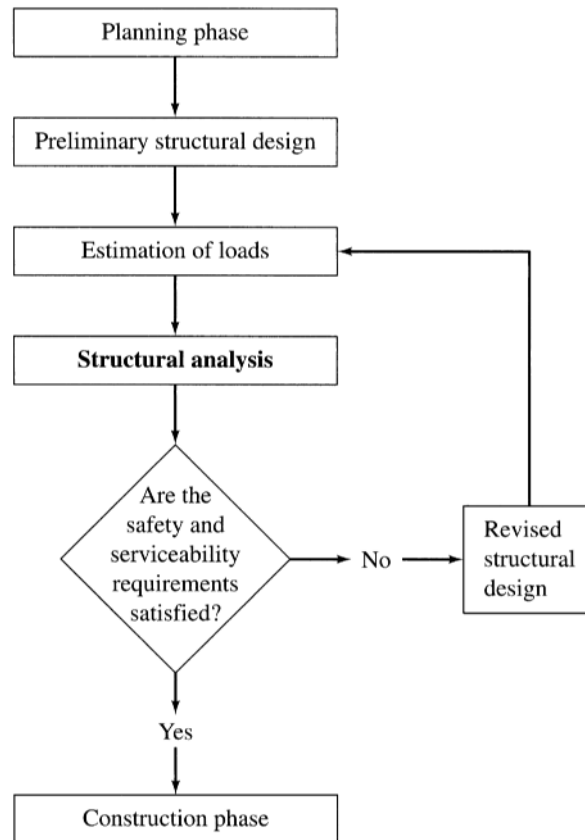 Planning phase
Preliminary structural design
Estimation of loads
Structural analysis
Are the
safety and
serviceability
requirements
satisfied?
No
Revised
structural
design
Yes
Construction phase